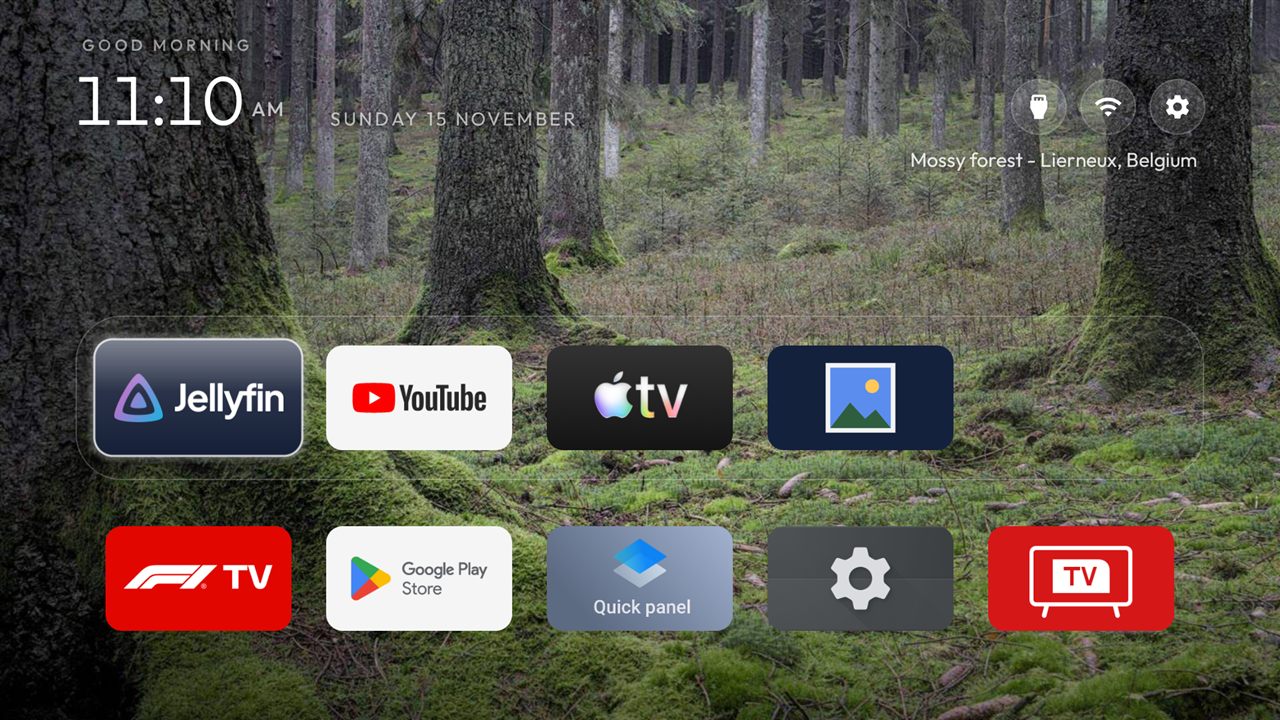 GOOD MORNING
11:10 AM
SUNDAY 15 NOVEMBER
Mossy forest - Lierneux, Belgium
Jellyfin
YouTube
tv
F1 TV
Google Play
Store
Quick panel
TV